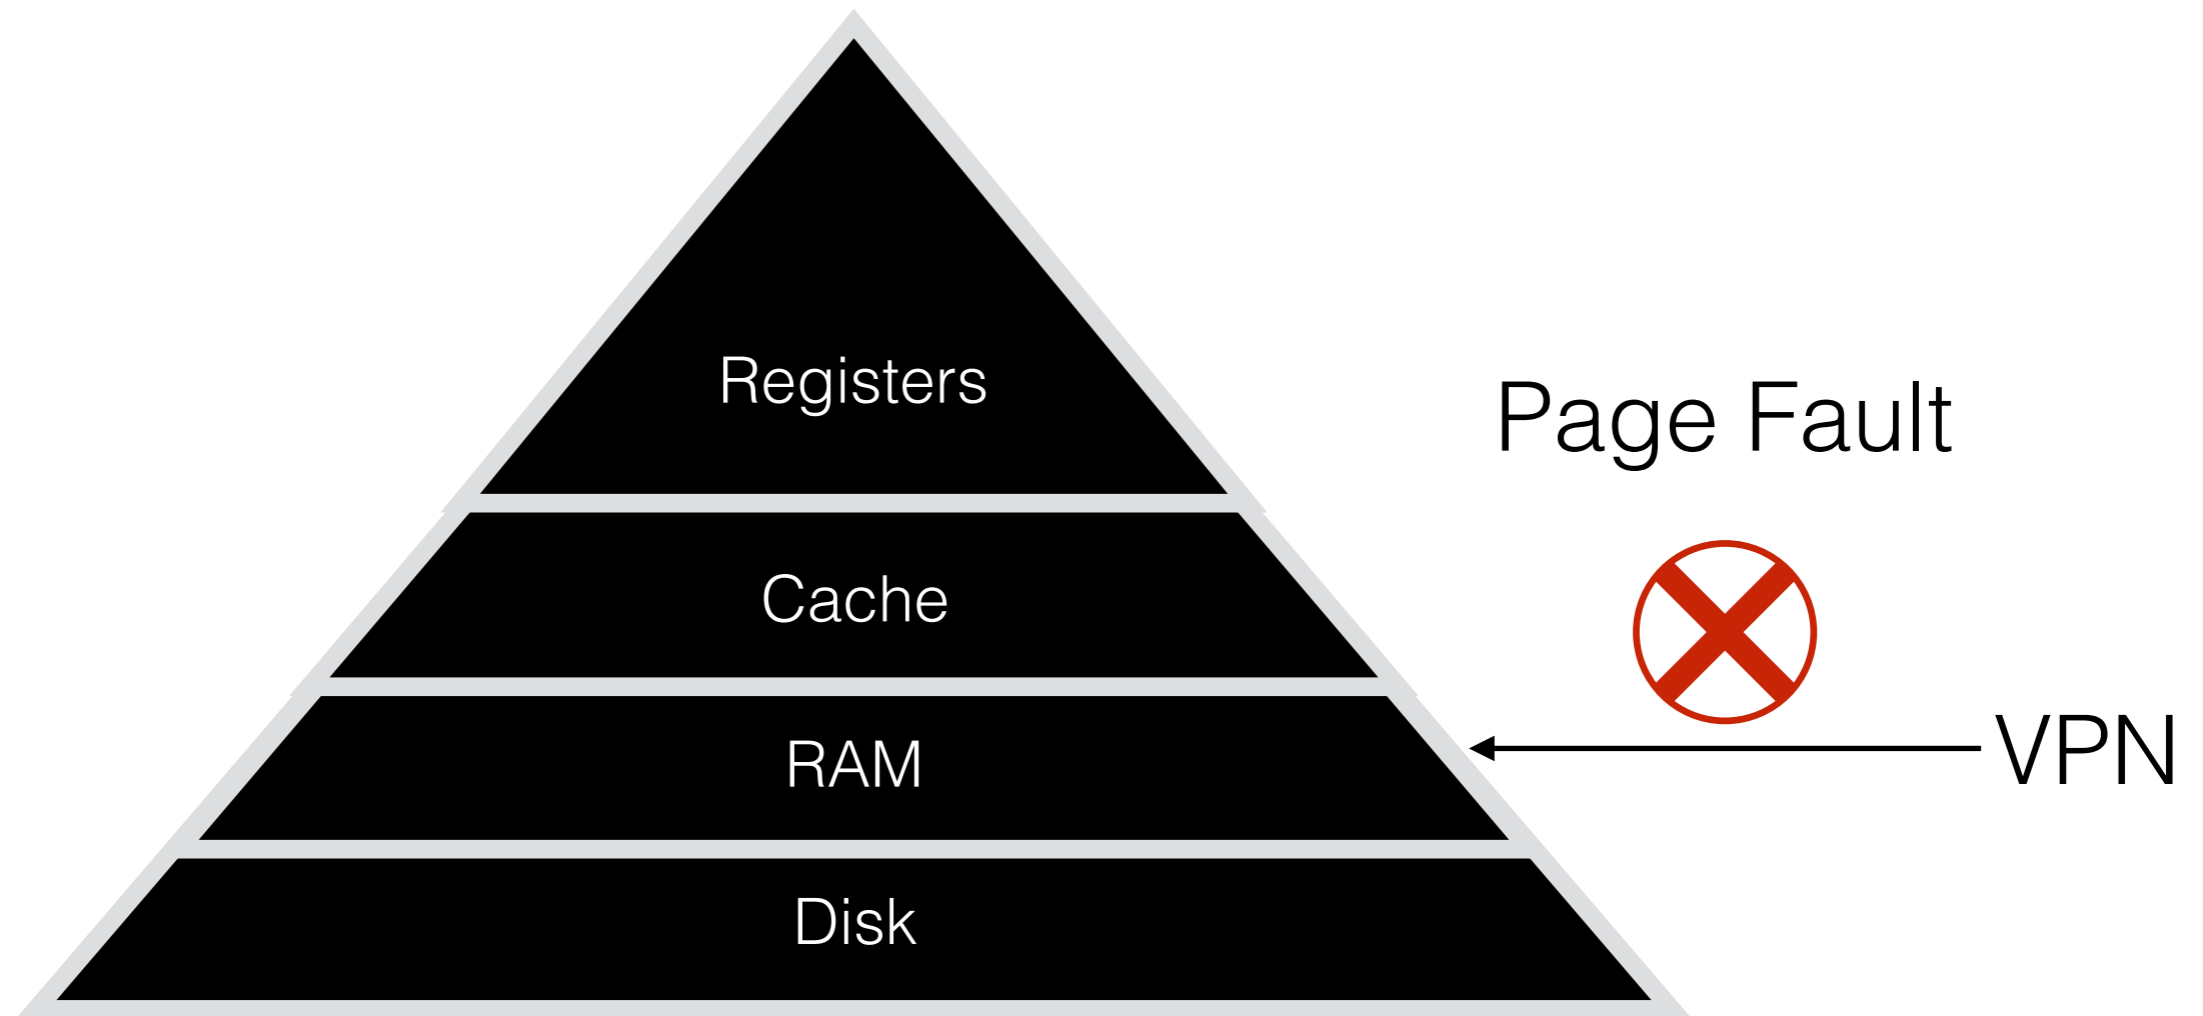 Registers
Page Fault
Cache
VPN
RAM
Disk